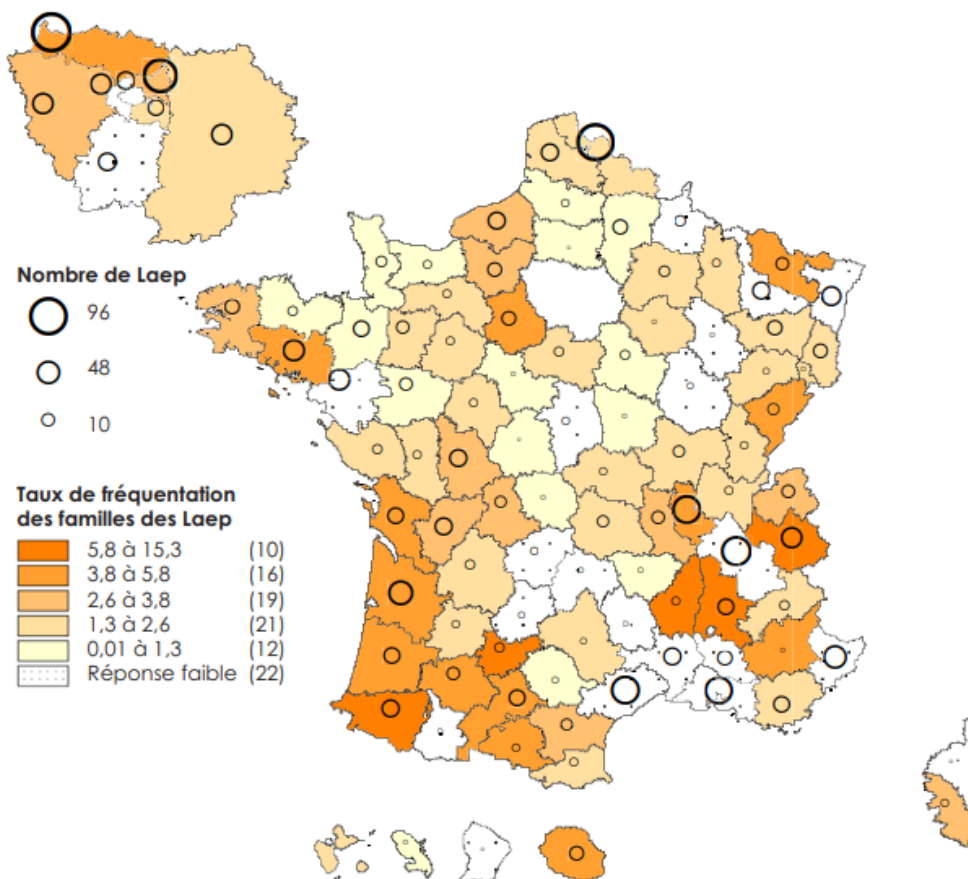 Nombre de Laep
96
48
10
Taux de fréquentation
des familles des Laep
5,8 à 15,3 (10)
3,8 à 5,8 (16)
2,6 à 3,8 (19)
1,3 à 2,6 (21)
0,01 à 1,3 (12)
Réponse faible (22)